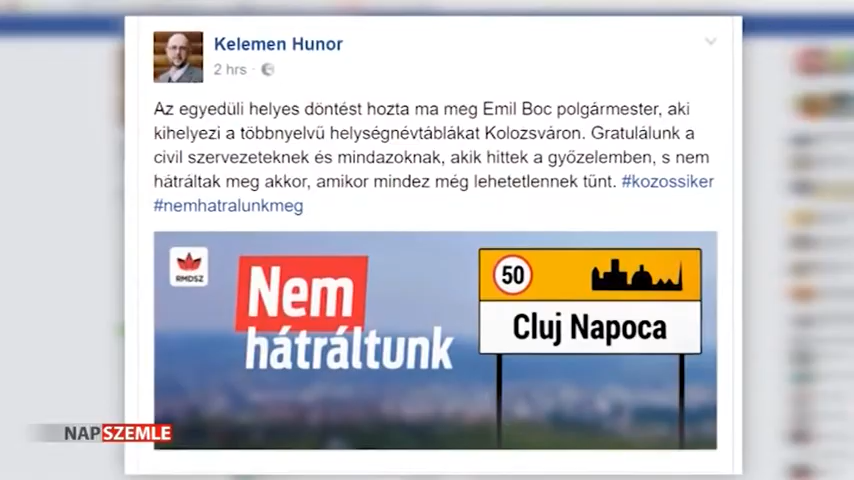 Kelemen Hunor
2 hrs ·
Az egyedüli helyes döntést hozta ma meg Emil Boc polgármester, aki
kihelyezi a többnyelvű helységnévtáblákat Kolozsváron. Gratulálunk a
civil szervezeteknek és mindazoknak, akik hittek a győzelemben, s nem
hátráltak meg akkor, amikor mindez még lehetetlennek tűnt. #kozossiker
#nemhatralunkmeg
RMDSZ
Nem
hátráltunk
50
Cluj Napoca
NAPSZEMLE